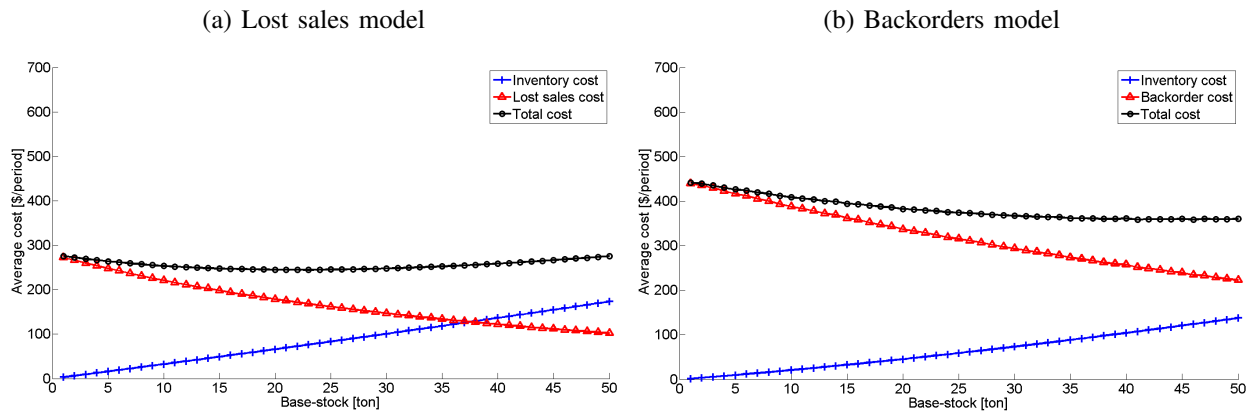 (a) Lost sales model
700
600
500
400
300
200
100
0
Average cost [$/period]
0 5 10 15 20 25 30 35 40 45 50
Base-stock [ton]
Inventory cost
Lost sales cost
Total cost
(b) Backorders model
700
600
500
400
300
200
100
0
Average cost [$/period]
0 5 10 15 20 25 30 35 40 45 50
Base-stock [ton]
Inventory cost
Backorder cost
Total cost